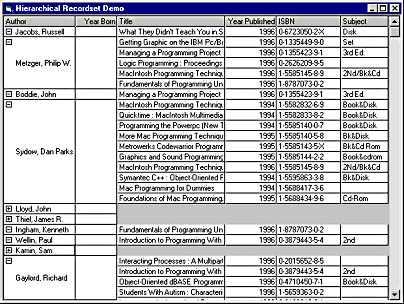 Hierarchical Recordset Demo
Author Year Born Title Year Published ISBN Subject
Jacobs, Russell What They Didn't Teach You in S 1996 0-6723050-2-X Disk
Metzger, Philip W. Getting Graphic on the IBM Pc/Br 1996 0-1355449-9-0 Set
Managing a Programming Project 1996 0-1355423-9-1 3rd Ed.
Logic Programming : Proceedings 1996 0-2626209-9-5
MacIntosh Programming Techniqu 1996 1-5585145-8-9 2Nd/Bk&Cd
Fundamentals of Programming Un 1996 1-8787073-0-2
Boddie, John Managing a Programming Project 1996 0-1355423-9-1 3rd Ed.
Sydow, Dan Parks MacIntosh Programming Techniqu 1994 1-5582832-6-9 Book&Disk
Quicktime : MacIntosh Multimedia 1994 1-5582833-8-2 Book&Disk
Programming the Powerpc (New T 1994 1-5585140-0-7 Book&Disk
More Mac Programming Techniqu 1995 1-5585140-5-8 Bk&Disk
Metrowerks Codewarrior Programm 1995 1-5585143-5-X Bk&Cd Rom
Graphics and Sound Programming 1995 1-5585144-2-2 Book&cdrom
MacIntosh Programming Techniqu 1996 1-5585145-8-9 2Nd/Bk&Cd
Symantec C++ : Object-Oriented F 1994 1-5595863-3-8 Bk&Disk
Mac Programming for Dummies 1994 1-5688417-3-6
Foundations of Mac Programming 1995 1-5688434-9-6 Cd-Rom
Lloyd, John
Thiel, James R.
Ingham, Kenneth Fundamentals of Programming Un 1996 1-8787073-0-2
Wellin, Paul Introduction to Programming With 1996 0-3879443-5-4 2nd
Kamin, Sam
Gaylord, Richard Interacting Processes : A Multipart 1996 0-2015652-8-5
Introduction to Programming With 1996 0-3879443-5-4 2nd
Object-Oriented dBASE Programm 1996 0-4710450-7-1 Book&Disk
Students With Autism : Characteri 1996 1-5659363-0-2